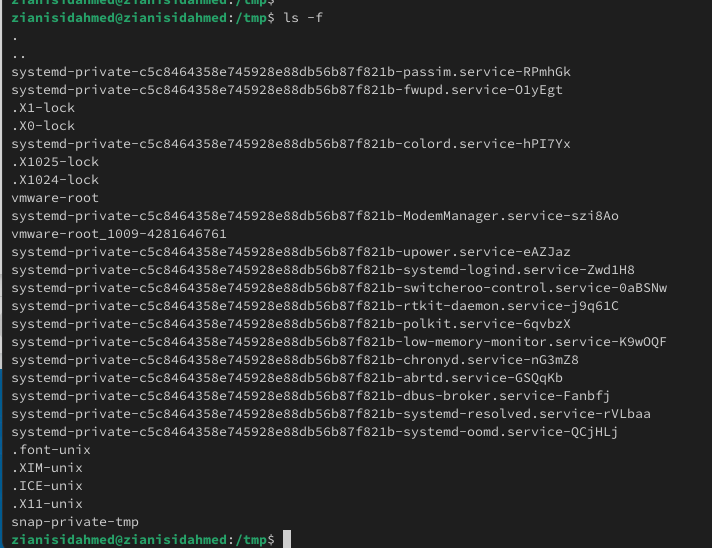 zianisidahmed@zianisidahmed:/tmp$
zianisidahmed@zianisidahmed:/tmp$ ls -f
.
..
systemd-private-c5c8464358e745928e88db56b87f821b-passim.service-RPmhGk
systemd-private-c5c8464358e745928e88db56b87f821b-fwupd.service-O1yEgt
.X1-lock
.X0-lock
systemd-private-c5c8464358e745928e88db56b87f821b-colord.service-hPI7Yx
.X1025-lock
.X1024-lock
vmware-root
systemd-private-c5c8464358e745928e88db56b87f821b-ModemManager.service-szi8Ao
vmware-root_1009-4281646761
systemd-private-c5c8464358e745928e88db56b87f821b-upower.service-eAZJaz
systemd-private-c5c8464358e745928e88db56b87f821b-systemd-logind.service-Zwd1H8
systemd-private-c5c8464358e745928e88db56b87f821b-switcheroo-control.service-0aBSNw
systemd-private-c5c8464358e745928e88db56b87f821b-rtkit-daemon.service-j9q61C
systemd-private-c5c8464358e745928e88db56b87f821b-polkit.service-6qvbzX
systemd-private-c5c8464358e745928e88db56b87f821b-low-memory-monitor.service-K9wOQF
systemd-private-c5c8464358e745928e88db56b87f821b-chronyd.service-nG3mZ8
systemd-private-c5c8464358e745928e88db56b87f821b-abrtd.service-GSQqKb
systemd-private-c5c8464358e745928e88db56b87f821b-dbus-broker.service-Fanbfj
systemd-private-c5c8464358e745928e88db56b87f821b-systemd-resolved.service-rVLbaa
systemd-private-c5c8464358e745928e88db56b87f821b-systemd-oomd.service-QCjHLj
.font-unix
.XIM-unix
.ICE-unix
.X11-unix
snap-private-tmp
zianisidahmed@zianisidahmed:/tmp$